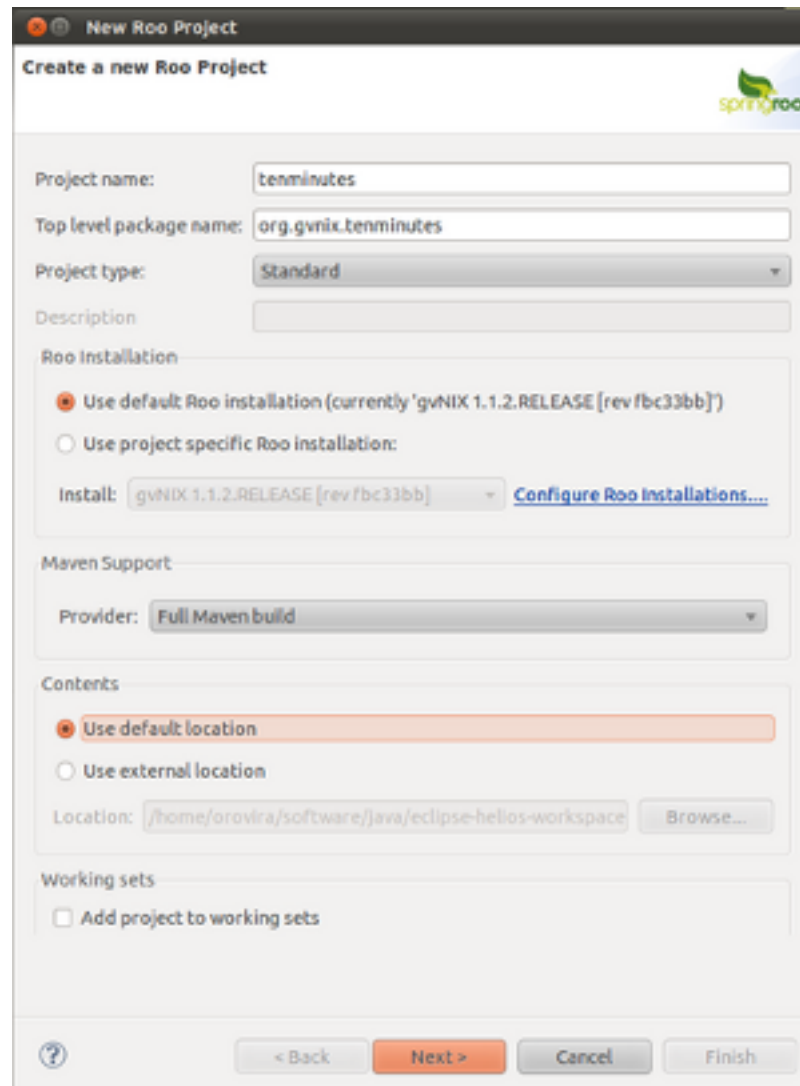 New Roo Project
Create a new Roo Project
springroo
Project name: tenminutes
Top level package name: org.gvnix.tenminutes
Project type: Standard
Description
Roo Installation
Use default Roo installation (currently 'gvNIX 1.1.2.RELEASE [rev fbc33bb]')
Use project specific Roo installation:
Install: gvNIX 1.1.2.RELEASE [rev fbc33bb] Configure Roo Installations....
Maven Support
Provider: Full Maven build
Contents
Use default location
Use external location
Location: /home/orovira/software/java/eclipse-helios-workspace Browse...
Working sets
Add project to working sets
? < Back Next > Cancel Finish